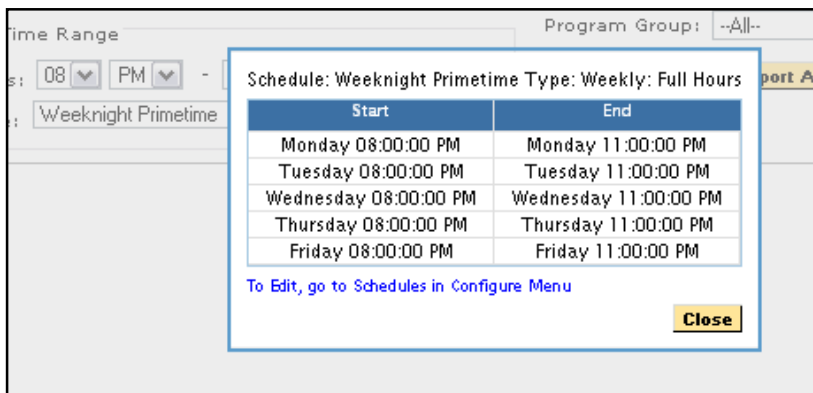 Time Range
Program Group: --All--
s: 08 PM -
Weeknight Primetime
port A
Schedule: Weeknight Primetime Type: Weekly: Full Hours
Start End
Monday 08:00:00 PM Monday 11:00:00 PM
Tuesday 08:00:00 PM Tuesday 11:00:00 PM
Wednesday 08:00:00 PM Wednesday 11:00:00 PM
Thursday 08:00:00 PM Thursday 11:00:00 PM
Friday 08:00:00 PM Friday 11:00:00 PM
To Edit, go to Schedules in Configure Menu
Close